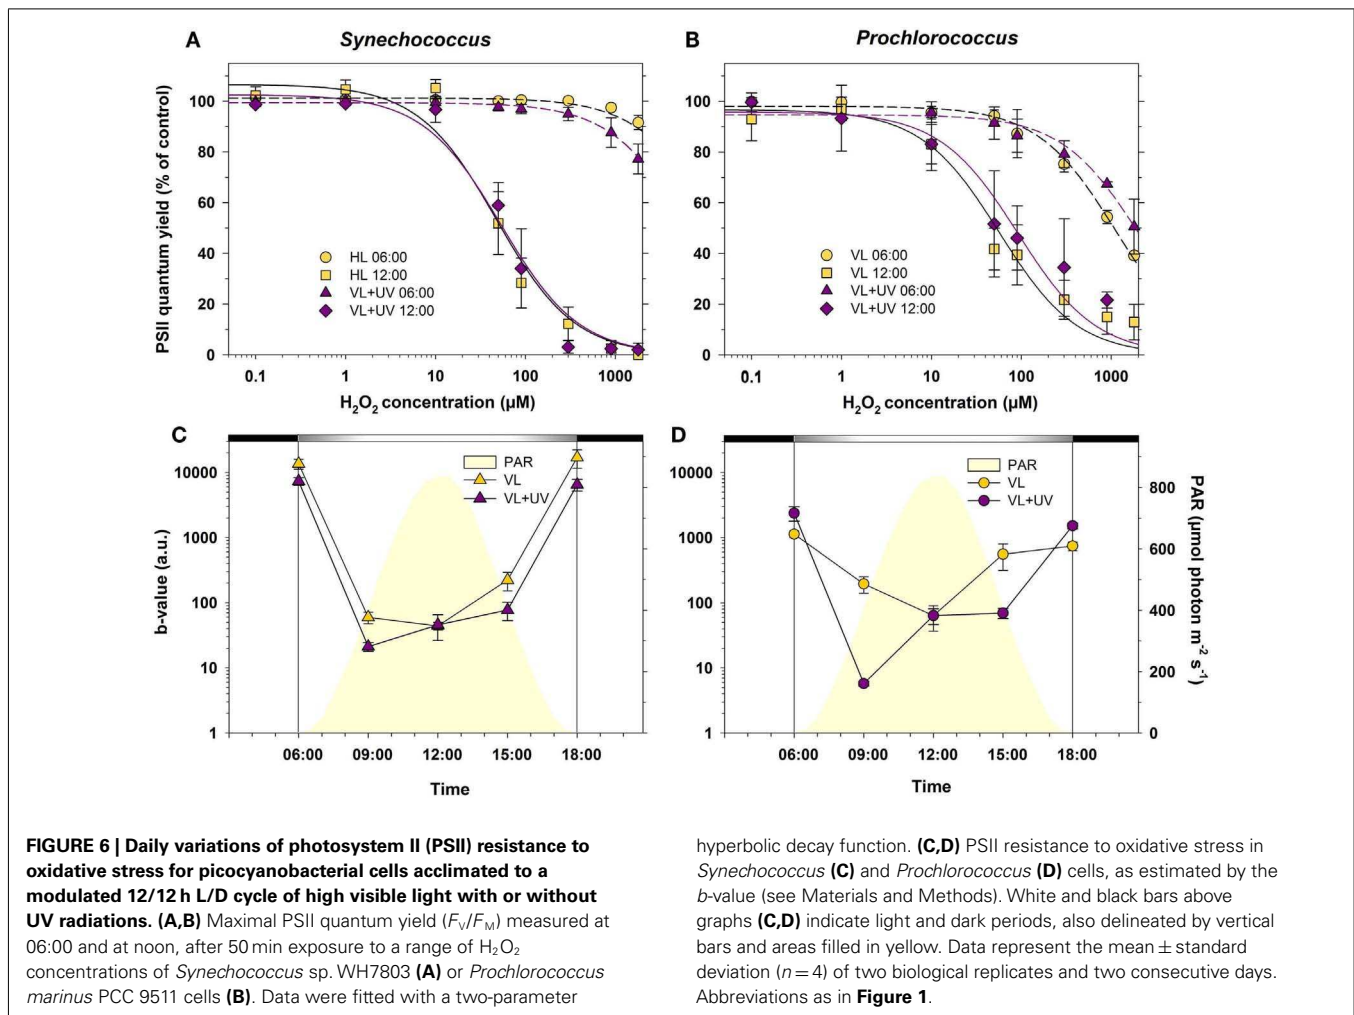 A
Synechococcus
PSII quantum yield (% of control)
100
80
60
40
20
0
HL 06:00
HL 12:00
VL+UV 06:00
VL+UV 12:00
0.1 1 10 100 1000
H₂O₂ concentration (µM)
B
Prochlorococcus
100
80
60
40
20
0
VL 06:00
VL 12:00
VL+UV 06:00
VL+UV 12:00
0.1 1 10 100 1000
H₂O₂ concentration (µM)
C
b-value (a.u.)
10000
1000
100
10
1
PAR
VL
VL+UV
06:00 09:00 12:00 15:00 18:00
Time
D
PAR
VL
VL+UV
800
600
400
200
0
PAR (µmol photon m⁻² s⁻¹)
06:00 09:00 12:00 15:00 18:00
Time
FIGURE 6 | Daily variations of photosystem II (PSII) resistance to
oxidative stress for picocyanobacterial cells acclimated to a
modulated 12/12 h L/D cycle of high visible light with or without
UV radiations. (A,B) Maximal PSII quantum yield (Fᵥ/F_M) measured at
06:00 and at noon, after 50 min exposure to a range of H₂O₂
concentrations of Synechococcus sp. WH7803 (A) or Prochlorococcus
marinus PCC 9511 cells (B). Data were fitted with a two-parameter
hyperbolic decay function. (C,D) PSII resistance to oxidative stress in
Synechococcus (C) and Prochlorococcus (D) cells, as estimated by the
b-value (see Materials and Methods). White and black bars above
graphs (C,D) indicate light and dark periods, also delineated by vertical
bars and areas filled in yellow. Data represent the mean ± standard
deviation (n = 4) of two biological replicates and two consecutive days.
Abbreviations as in Figure 1.